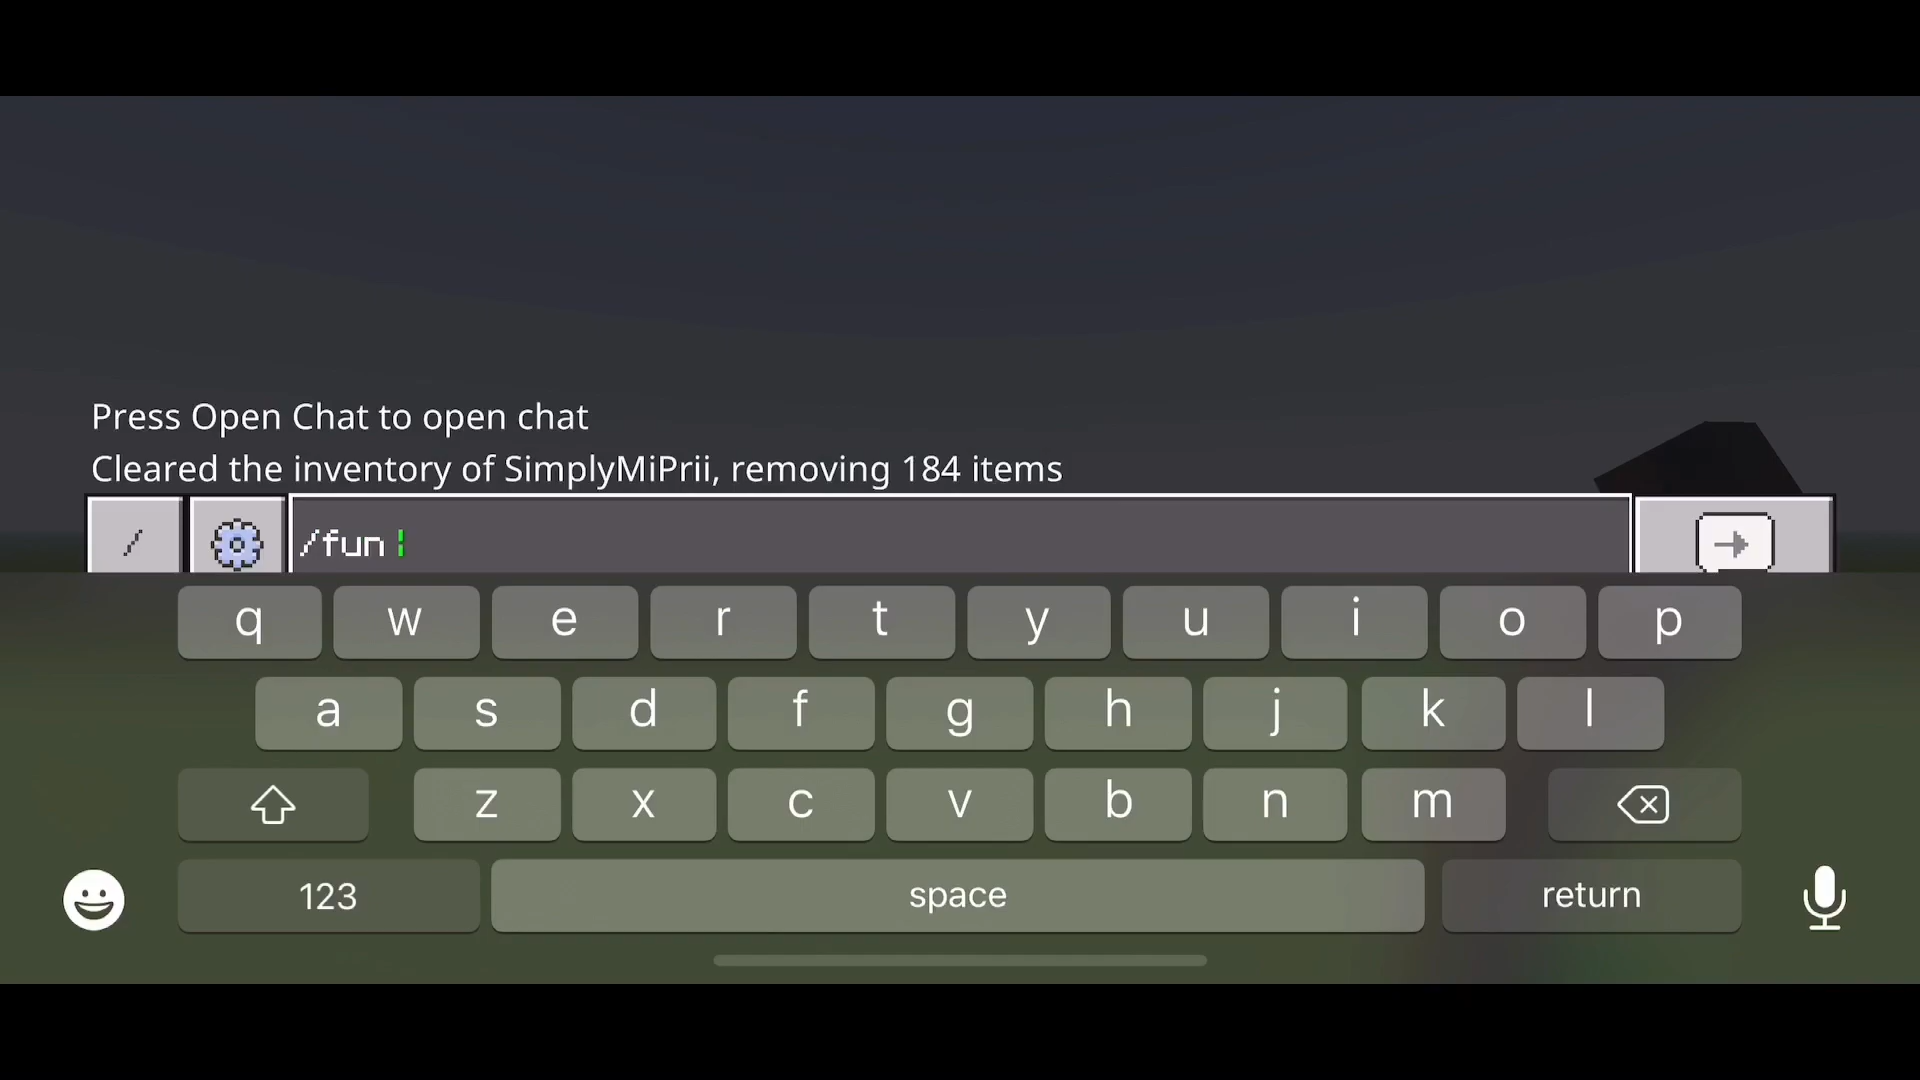 Press Open Chat to open chat
Cleared the inventory of SimplyMiPrii, removing 184 items
/ /fun
q w e r t y u i o p
a s d f g h j k l
z x c v b n m
123 space return